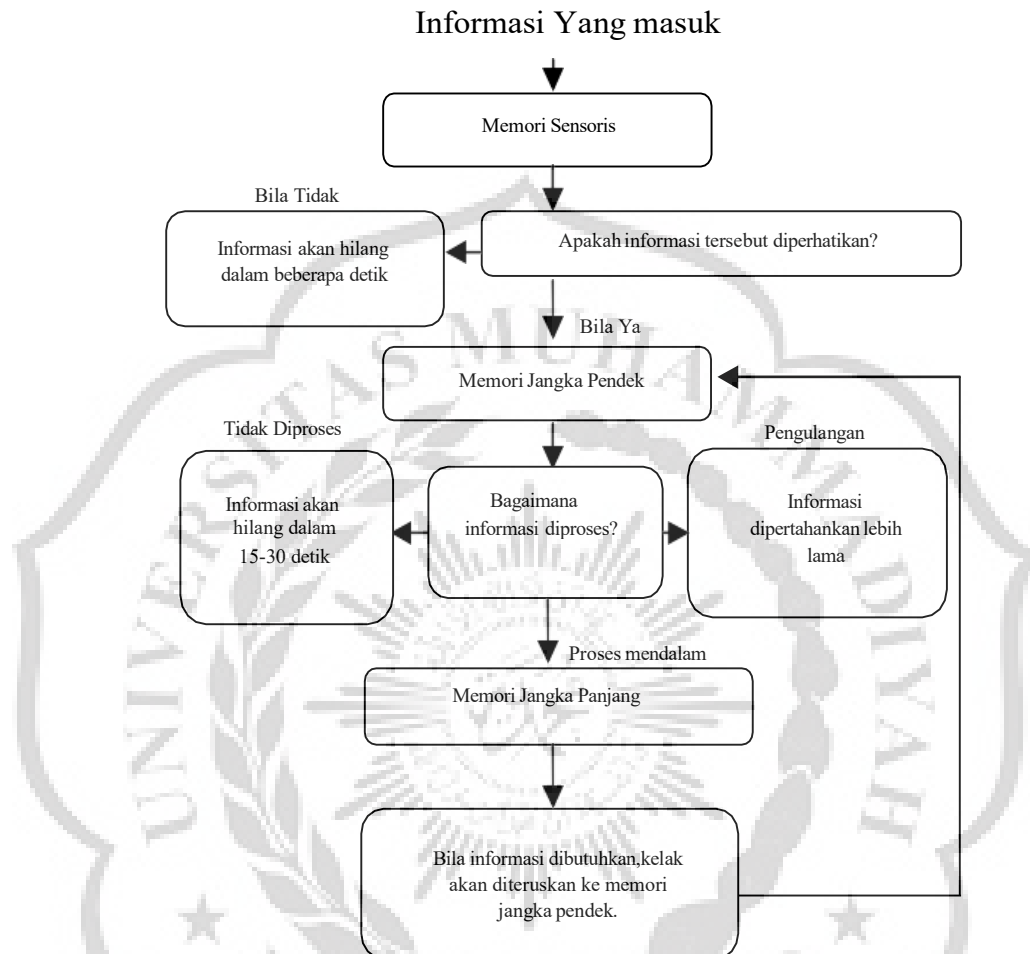 Informasi Yang masuk
Memori Sensoris
Bila Tidak
Informasi akan hilang
dalam beberapa detik
Apakah informasi tersebut diperhatikan?
Bila Ya
Memori Jangka Pendek
Tidak Diproses
Informasi akan
hilang dalam
15-30 detik
Bagaimana
informasi diproses?
Pengulangan
Informasi
dipertahankan lebih
lama
Proses mendalam
Memori Jangka Panjang
Bila informasi dibutuhkan,kelak
akan diteruskan ke memori
jangka pendek.
UNIVERSITAS MUHAMMADIYAH